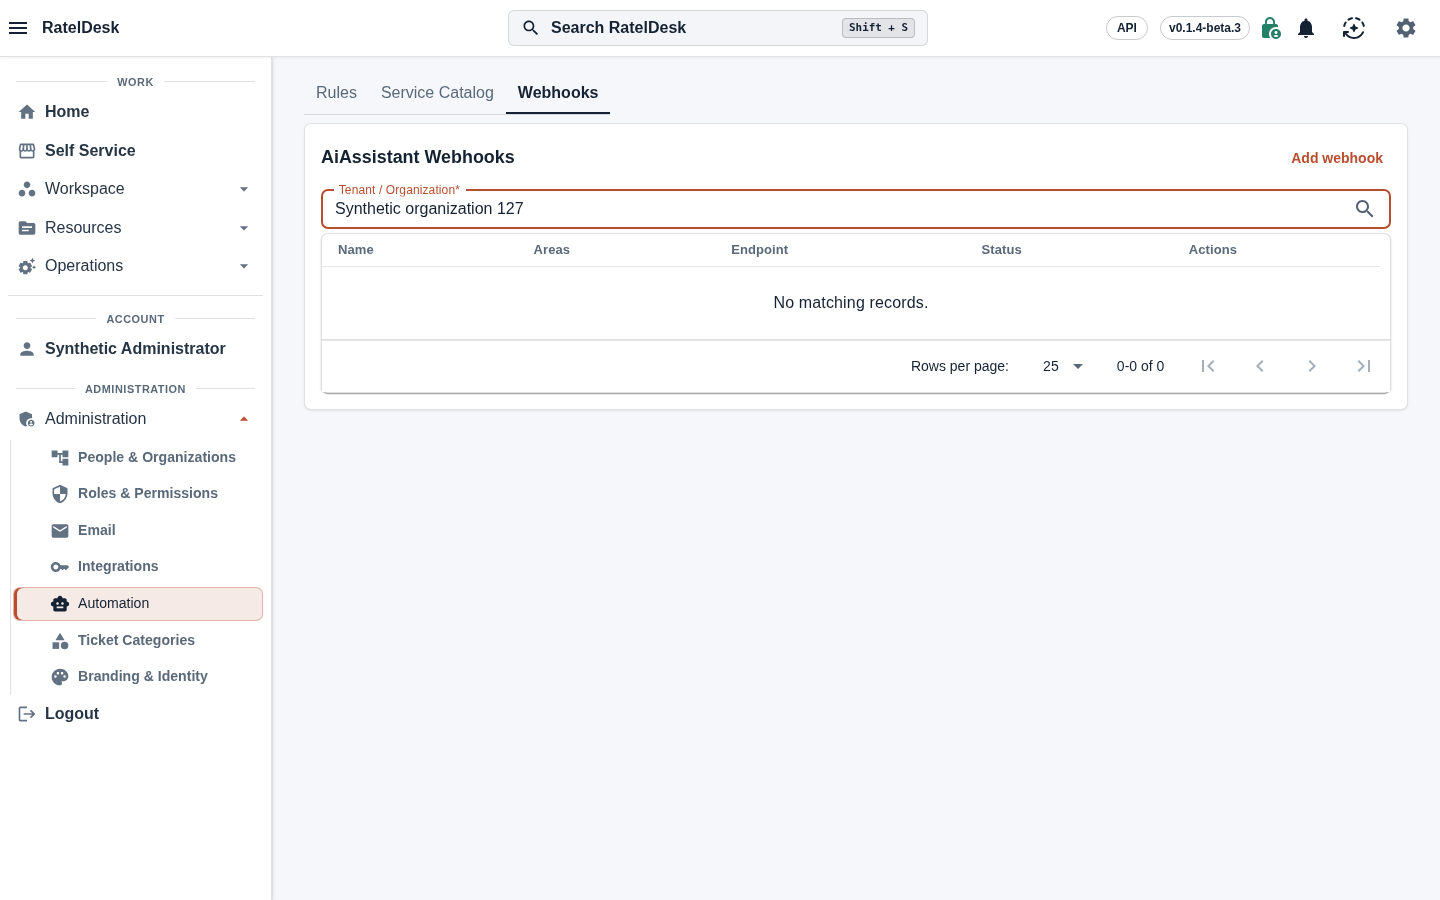 RatelDesk
Search RatelDesk
Shift + S
API
v0.1.4-beta.3
WORK
Home
Self Service
Workspace
Resources
Operations
ACCOUNT
Synthetic Administrator
ADMINISTRATION
Administration
People & Organizations
Roles & Permissions
Email
Integrations
Automation
Ticket Categories
Branding & Identity
Logout
Rules Service Catalog Webhooks
AiAssistant Webhooks
Add webhook
Tenant / Organization*
Synthetic organization 127
Name Areas Endpoint Status Actions
No matching records.
Rows per page: 25 0-0 of 0